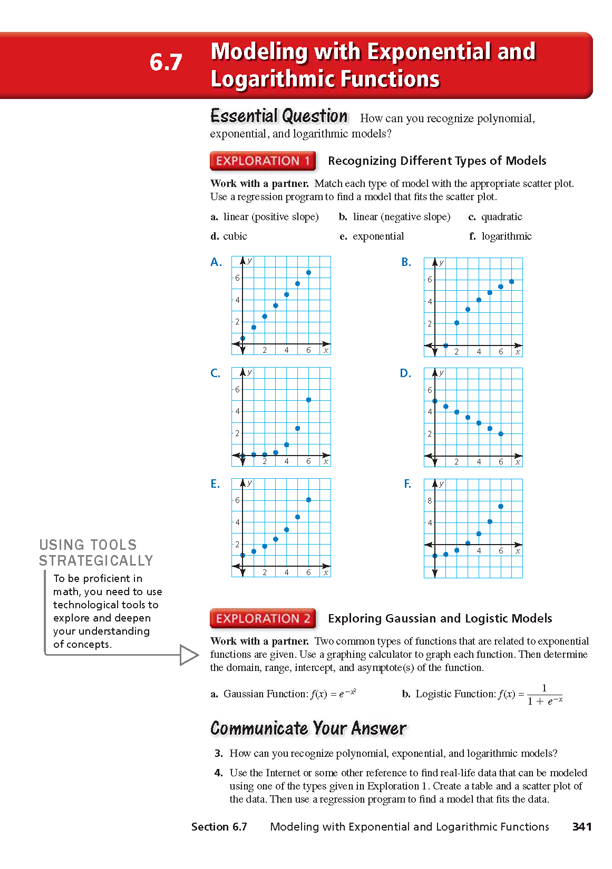 6.7
Modeling with Exponential and
Logarithmic Functions
Essential Question How can you recognize polynomial,
exponential, and logarithmic models?
EXPLORATION 1 Recognizing Different Types of Models
Work with a partner. Match each type of model with the appropriate scatter plot.
Use a regression program to find a model that fits the scatter plot.
a. linear (positive slope) b. linear (negative slope) c. quadratic
d. cubic e. exponential f. logarithmic
A.
y
6
4
2
2 4 6 x
B.
y
6
4
2
2 4 6 x
C.
y
6
4
2
2 4 6 x
D.
y
6
4
2
2 4 6 x
E.
y
6
4
2
2 4 6 x
F.
y
8
4
4 6 x
USING TOOLS
STRATEGICALLY
To be proficient in
math, you need to use
technological tools to
explore and deepen
your understanding
of concepts.
EXPLORATION 2 Exploring Gaussian and Logistic Models
Work with a partner. Two common types of functions that are related to exponential
functions are given. Use a graphing calculator to graph each function. Then determine
the domain, range, intercept, and asymptote(s) of the function.
a. Gaussian Function: f(x) = e^−x² b. Logistic Function: f(x) = 1 / (1 + e^−x)
Communicate Your Answer
3. How can you recognize polynomial, exponential, and logarithmic models?
4. Use the Internet or some other reference to find real-life data that can be modeled
using one of the types given in Exploration 1. Create a table and a scatter plot of
the data. Then use a regression program to find a model that fits the data.
Section 6.7 Modeling with Exponential and Logarithmic Functions 341